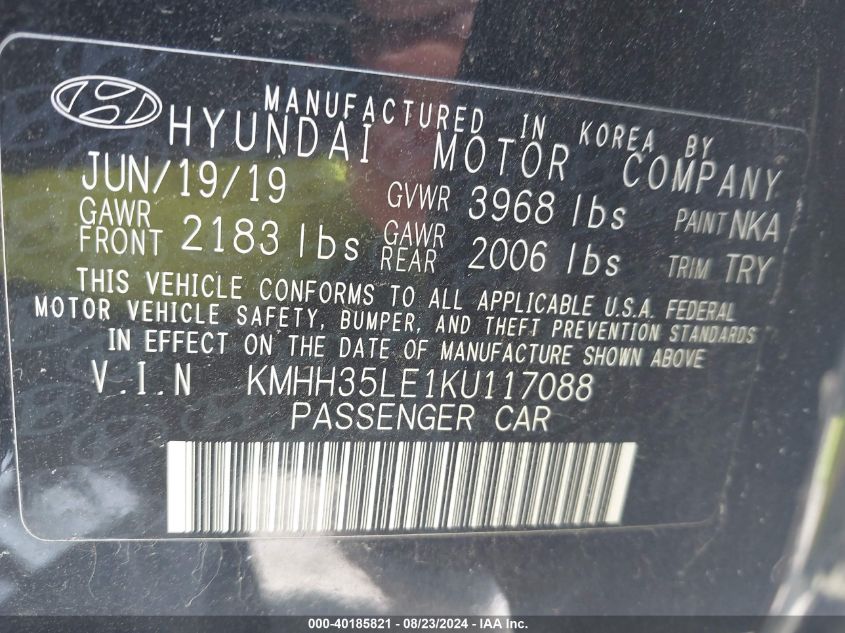 MANUFACTURED IN KOREA BY
HYUNDAI MOTOR COMPANY
JUN/19/19 GVWR 3968 lbs PAINT NKA
GAWR FRONT 2183 lbs GAWR REAR 2006 lbs TRIM TRY
THIS VEHICLE CONFORMS TO ALL APPLICABLE U.S.A. FEDERAL
MOTOR VEHICLE SAFETY, BUMPER, AND THEFT PREVENTION STANDARDS
IN EFFECT ON THE DATE OF MANUFACTURE SHOWN ABOVE
V.I.N KMHH35LE1KU117088
PASSENGER CAR
000-40185821 - 08/23/2024 - IAAI.com